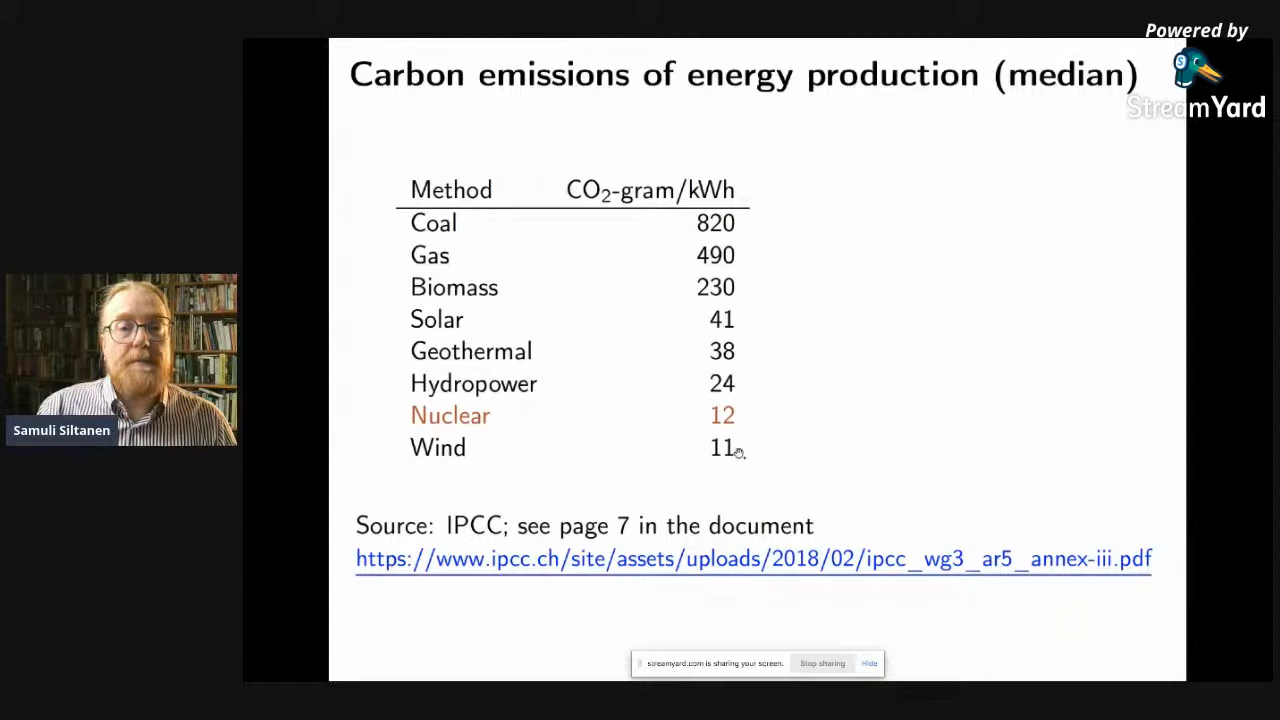 Powered by
StreamYard
Carbon emissions of energy production (median)
Method CO₂-gram/kWh
Coal 820
Gas 490
Biomass 230
Solar 41
Geothermal 38
Hydropower 24
Nuclear 12
Wind 11
Samuli Siltanen
Source: IPCC; see page 7 in the document
https://www.ipcc.ch/site/assets/uploads/2018/02/ipcc_wg3_ar5_annex-iii.pdf
streamyard.com is sharing your screen. Stop sharing Hide